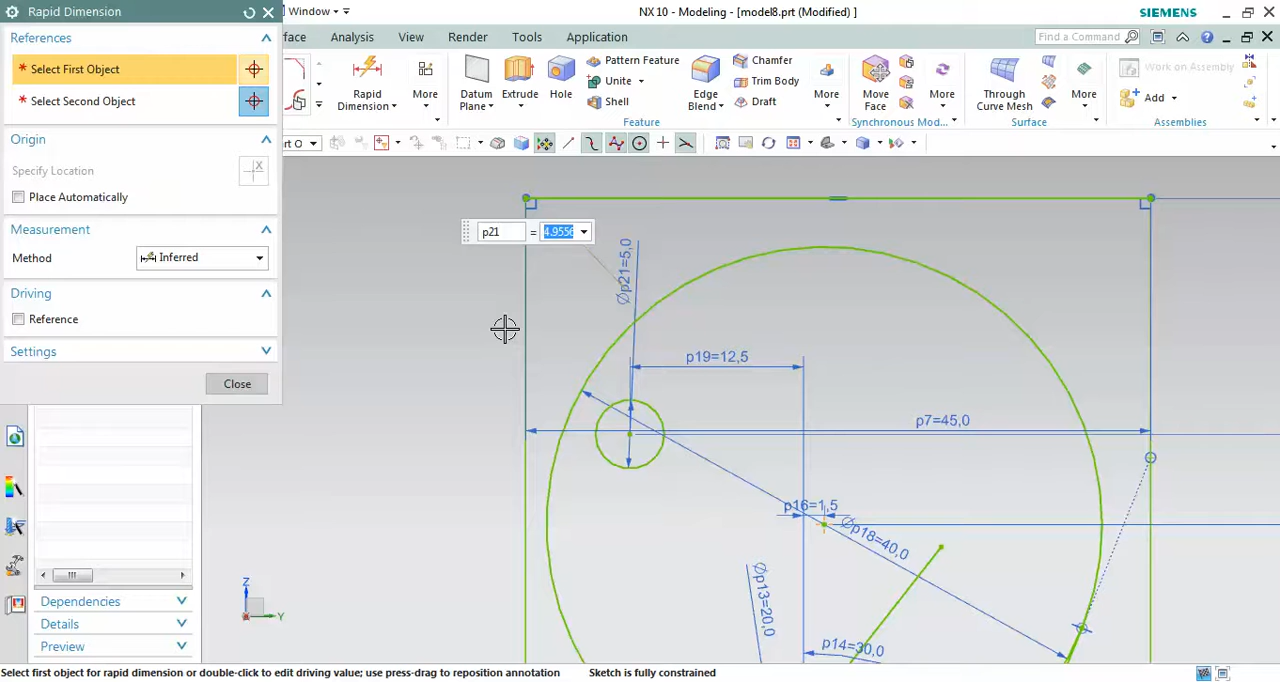 Rapid Dimension
Window
NX 10 - Modeling - [model8.prt (Modified) ]
SIEMENS
References
face
Analysis
View
Render
Tools
Application
Find a Command
* Select First Object
* Select Second Object
Rapid
Dimension
More
Datum
Plane
Extrude
Hole
Pattern Feature
Unite
Shell
Edge
Blend
Chamfer
Trim Body
Draft
More
Feature
Move
Face
More
Synchronous Mod...
Through
Curve Mesh
More
Surface
Work on Assembly
Add
Assemblies
Origin
rt O
Specify Location
Place Automatically
Measurement
Method
Inferred
Driving
Reference
Settings
Close
p21 = 4.9556
Øp21=5,0
p19=12,5
p7=45,0
p16=1,5
Øp18=40,0
Øp13=20,0
p14=30,0
Z
Y
Dependencies
Details
Preview
Select first object for rapid dimension or double-click to edit driving value; use press-drag to reposition annotation
Sketch is fully constrained